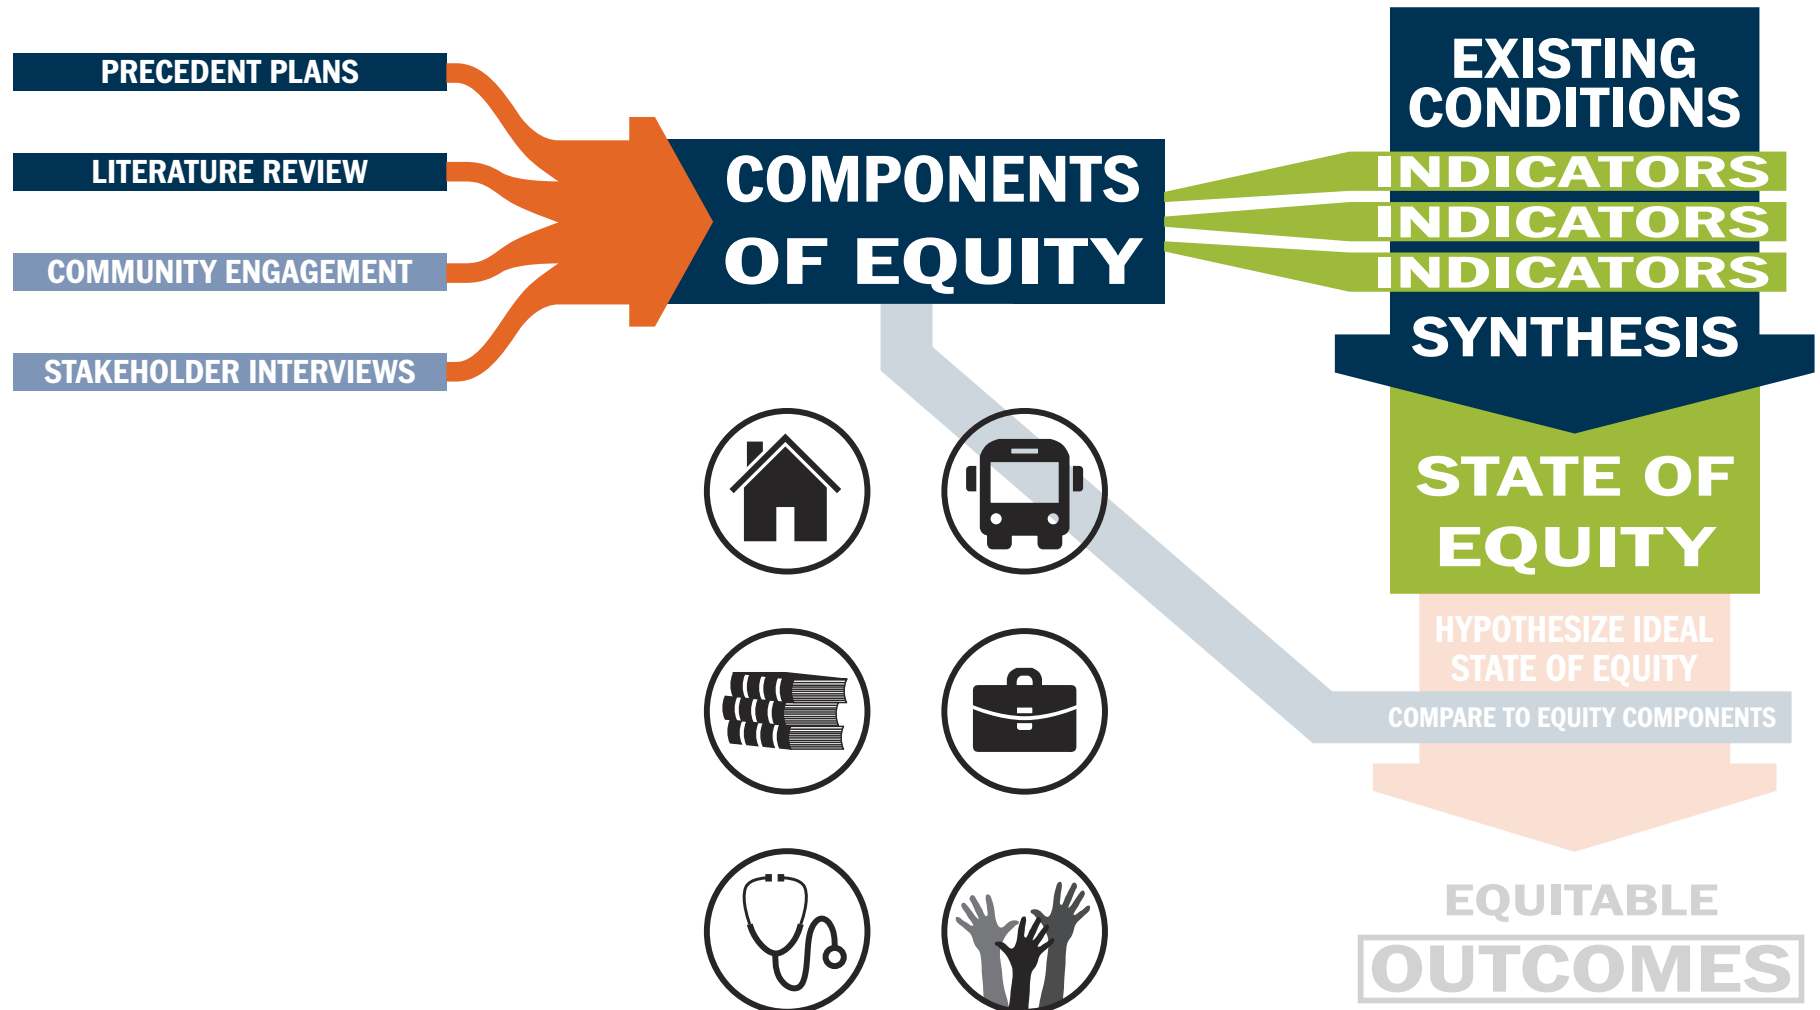 PRECEDENT PLANS
LITERATURE REVIEW
COMMUNITY ENGAGEMENT
STAKEHOLDER INTERVIEWS
COMPONENTS
OF EQUITY
EXISTING
CONDITIONS
INDICATORS
INDICATORS
INDICATORS
SYNTHESIS
STATE OF
EQUITY
HYPOTHESIZE IDEAL
STATE OF EQUITY
COMPARE TO EQUITY COMPONENTS
EQUITABLE
OUTCOMES